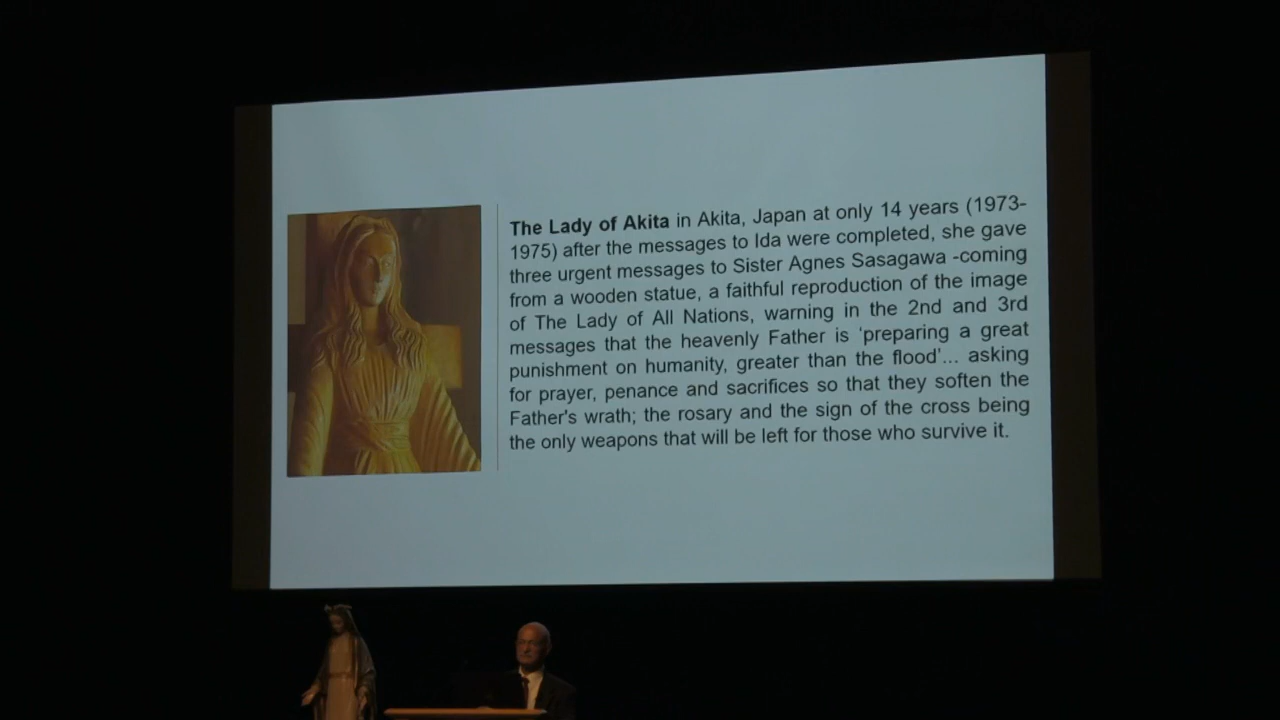 The Lady of Akita in Akita, Japan at only 14 years (1973-
1975) after the messages to Ida were completed, she gave
three urgent messages to Sister Agnes Sasagawa -coming
from a wooden statue, a faithful reproduction of the image
of The Lady of All Nations, warning in the 2nd and 3rd
messages that the heavenly Father is ‘preparing a great
punishment on humanity, greater than the flood’... asking
for prayer, penance and sacrifices so that they soften the
Father's wrath; the rosary and the sign of the cross being
the only weapons that will be left for those who survive it.